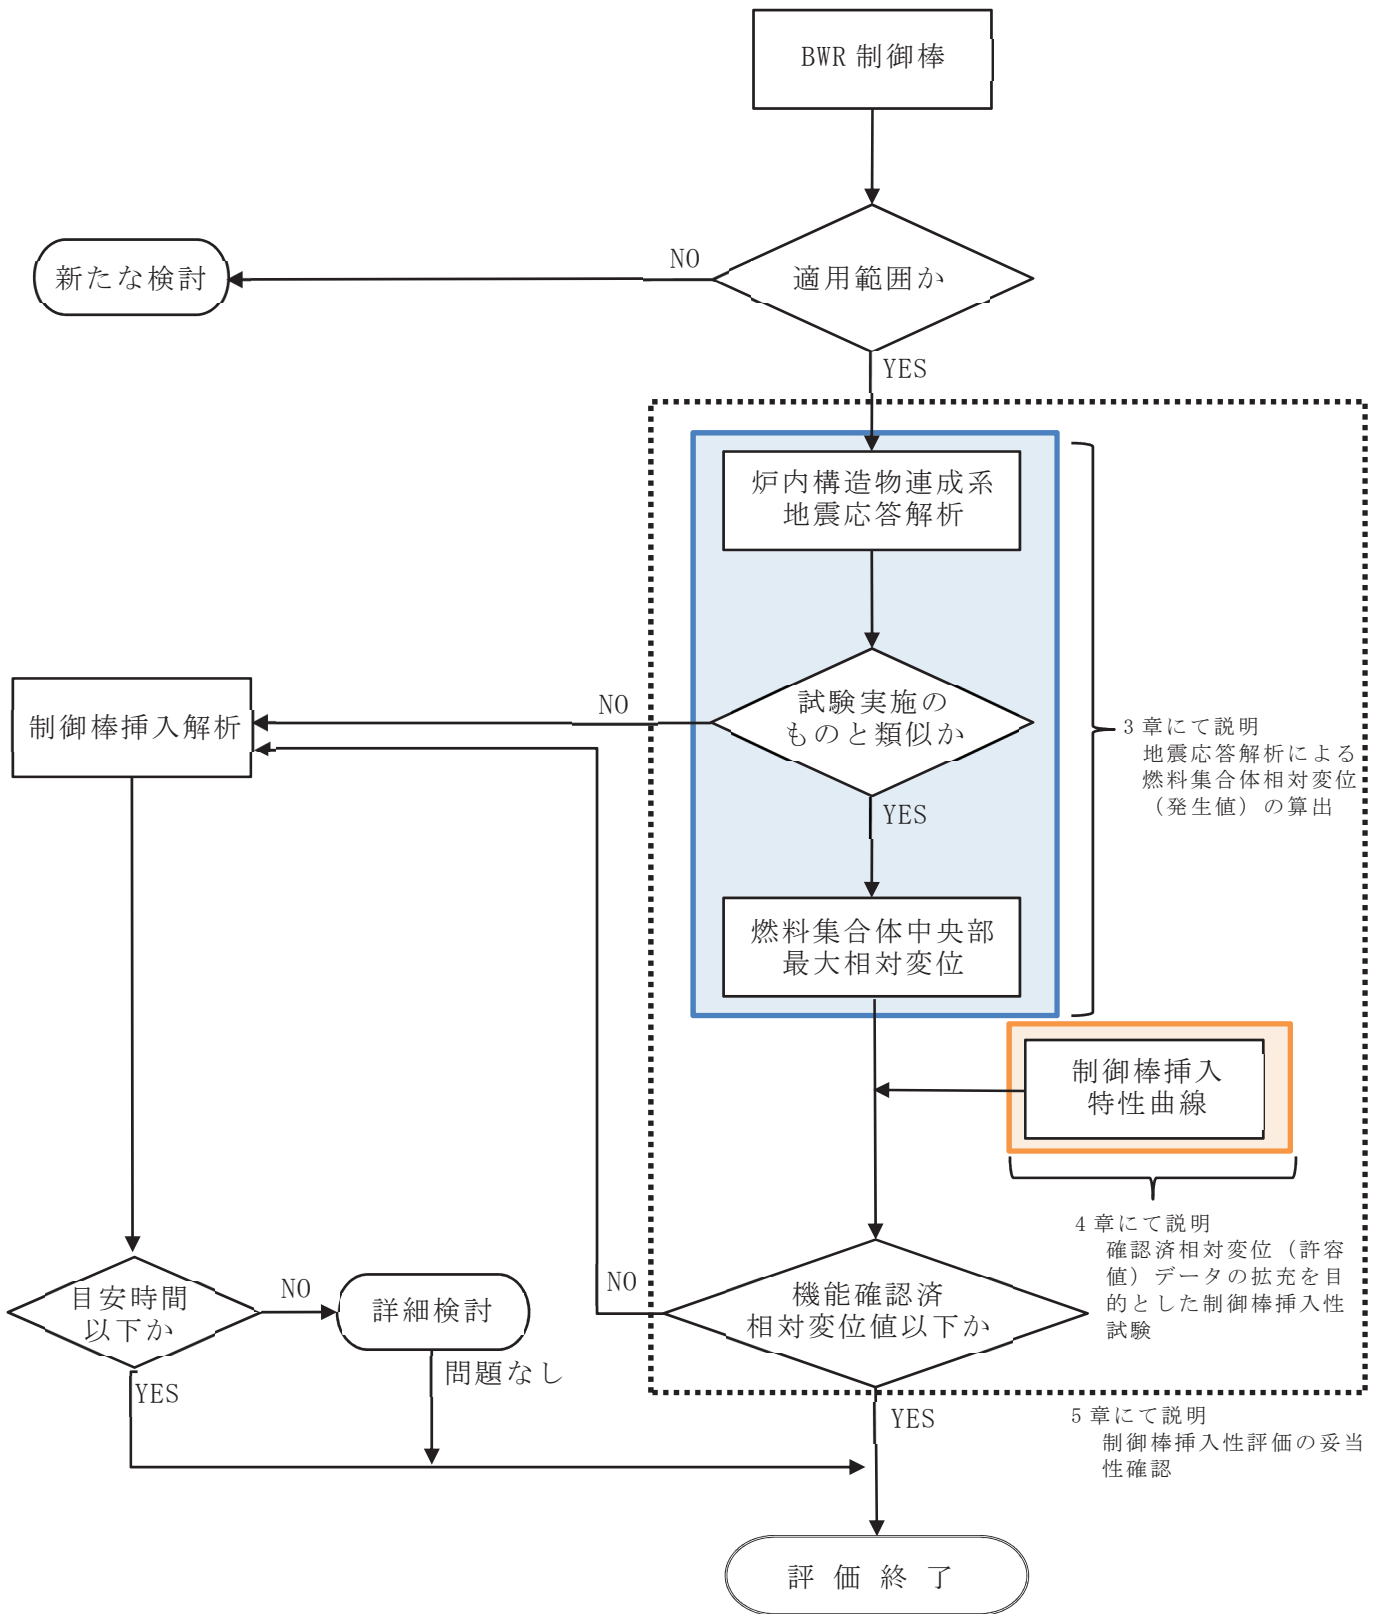 BWR 制御棒
適用範囲か
NO
新たな検討
YES
炉内構造物連成系
地震応答解析
試験実施の
ものと類似か
NO
制御棒挿入解析
YES
3 章にて説明
地震応答解析による
燃料集合体相対変位
（発生値）の算出
燃料集合体中央部
最大相対変位
制御棒挿入
特性曲線
4 章にて説明
確認済相対変位（許容
値）データの拡充を目
的とした制御棒挿入性
試験
機能確認済
相対変位値以下か
NO
目安時間
以下か
NO
詳細検討
問題なし
YES
YES
5 章にて説明
制御棒挿入性評価の妥当
性確認
評 価 終 了